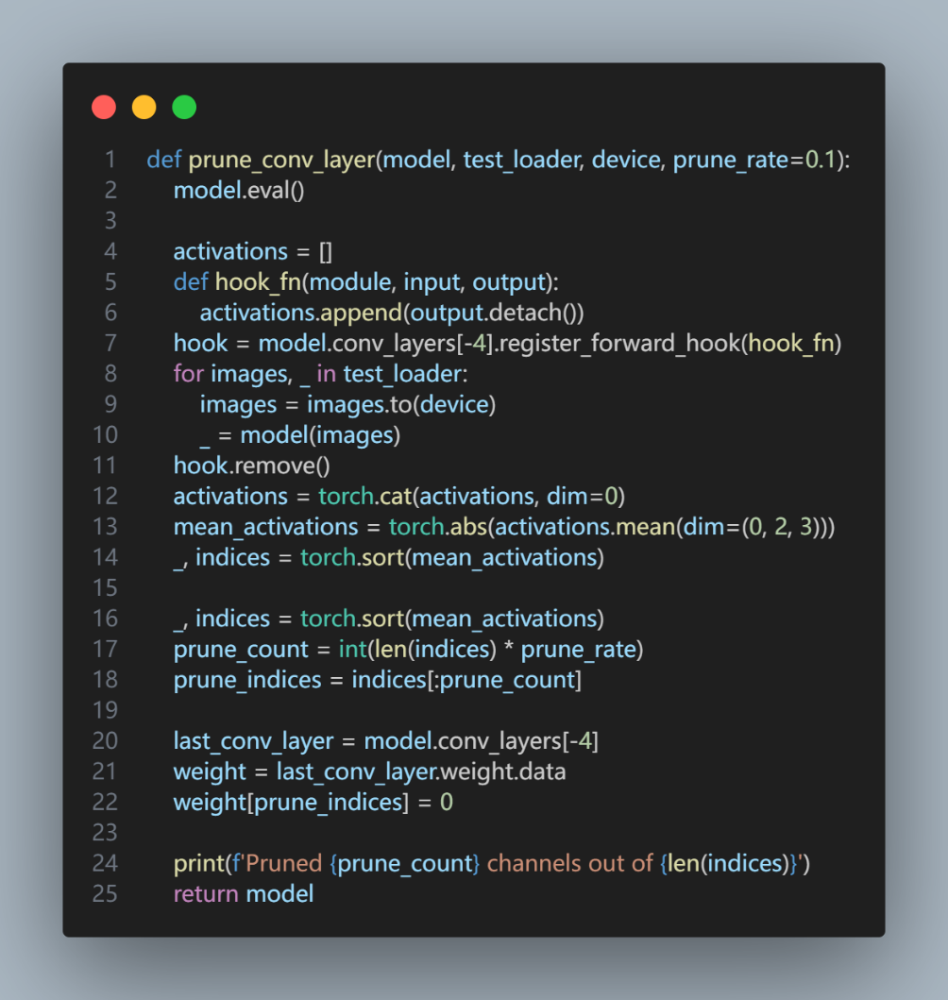 1 def prune_conv_layer(model, test_loader, device, prune_rate=0.1):
2 model.eval()
3
4 activations = []
5 def hook_fn(module, input, output):
6 activations.append(output.detach())
7 hook = model.conv_layers[-4].register_forward_hook(hook_fn)
8 for images, _ in test_loader:
9 images = images.to(device)
10 _ = model(images)
11 hook.remove()
12 activations = torch.cat(activations, dim=0)
13 mean_activations = torch.abs(activations.mean(dim=(0, 2, 3)))
14 _, indices = torch.sort(mean_activations)
15
16 _, indices = torch.sort(mean_activations)
17 prune_count = int(len(indices) * prune_rate)
18 prune_indices = indices[:prune_count]
19
20 last_conv_layer = model.conv_layers[-4]
21 weight = last_conv_layer.weight.data
22 weight[prune_indices] = 0
23
24 print(f'Pruned {prune_count} channels out of {len(indices)}')
25 return model